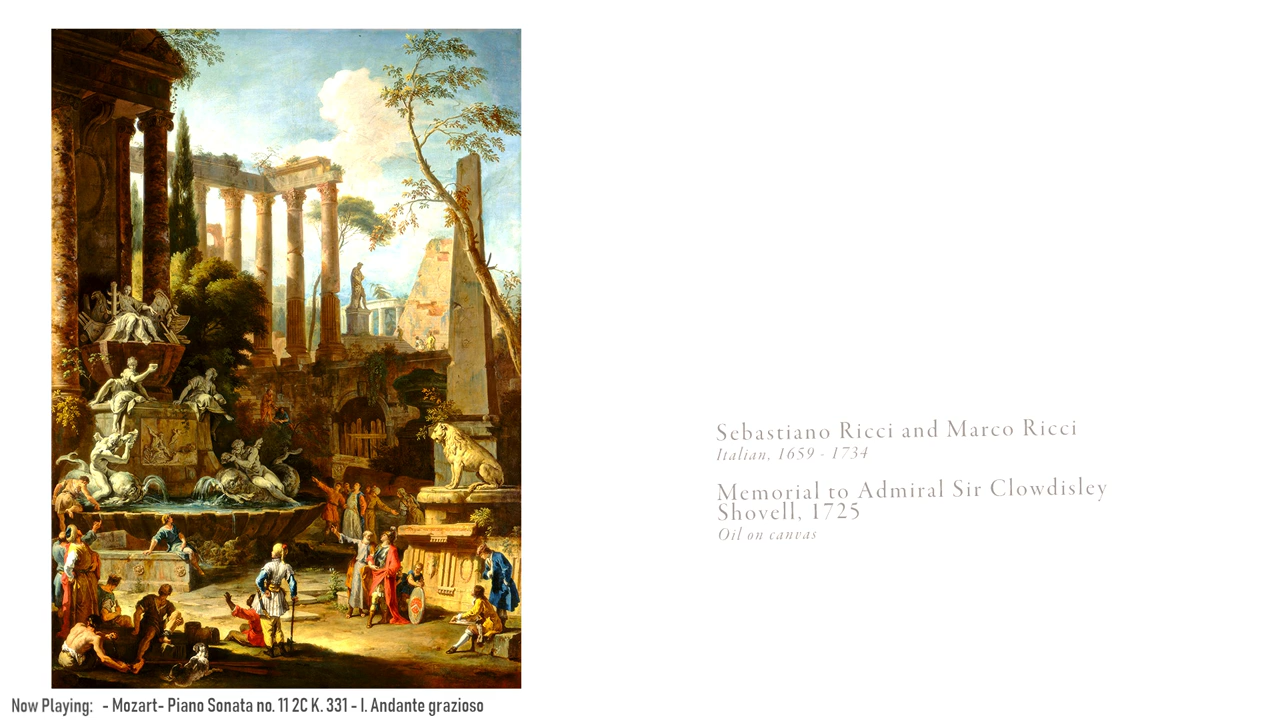 Sebastiano Ricci and Marco Ricci
Italian, 1659 - 1734
Memorial to Admiral Sir Clowdisley
Shovell, 1725
Oil on canvas
Now Playing: - Mozart- Piano Sonata no. 11 2C K. 331 - I. Andante grazioso